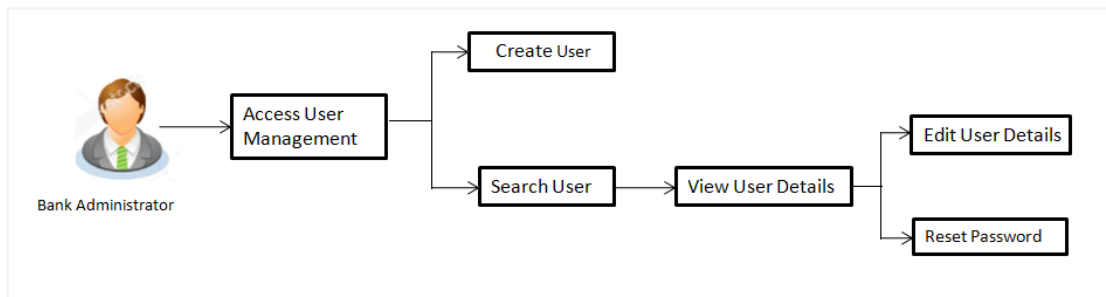 Create User
Access User
Management
Edit User Details
Search User
View User Details
Bank Administrator
Reset Password